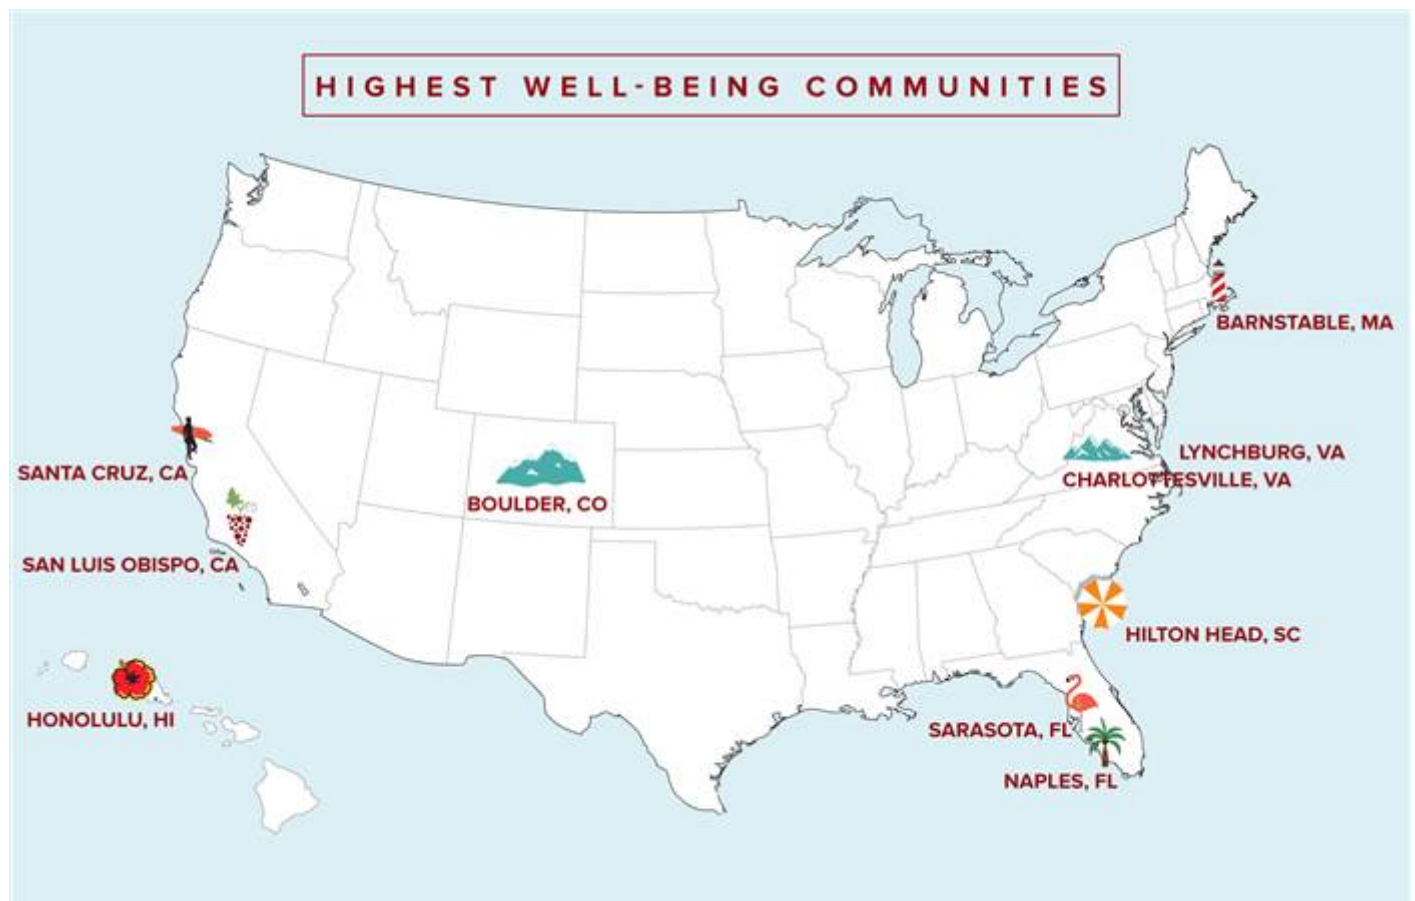 HIGHEST WELL-BEING COMMUNITIES
BARNSTABLE, MA
LYNCHBURG, VA
SANTA CRUZ, CA
CHARLOTTESVILLE, VA
BOULDER, CO
SAN LUIS OBISPO, CA
HILTON HEAD, SC
HONOLULU, HI
SARASOTA, FL
NAPLES, FL